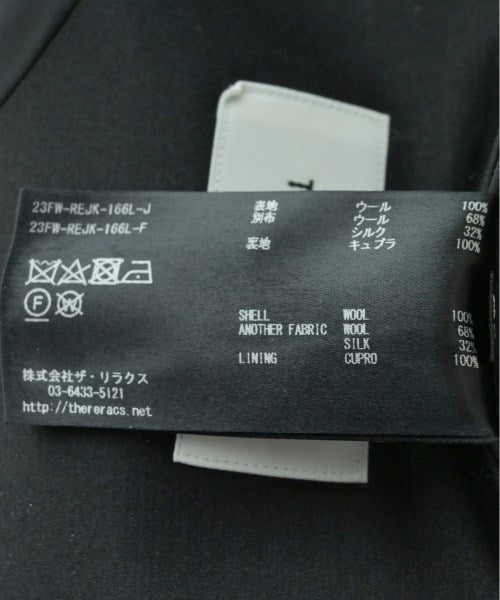 T
23FW-REJK-166L-J
23FW-REJK-166L-F
表地 ウール 100%
別布 ウール 68%
シルク 32%
裏地 キュプラ 100%
F W
SHELL WOOL 100%
ANOTHER FABRIC WOOL 68%
SILK 32%
LINING CUPRO 100%
株式会社ザ・リラクス
03-6433-5121
http://thereracs.net